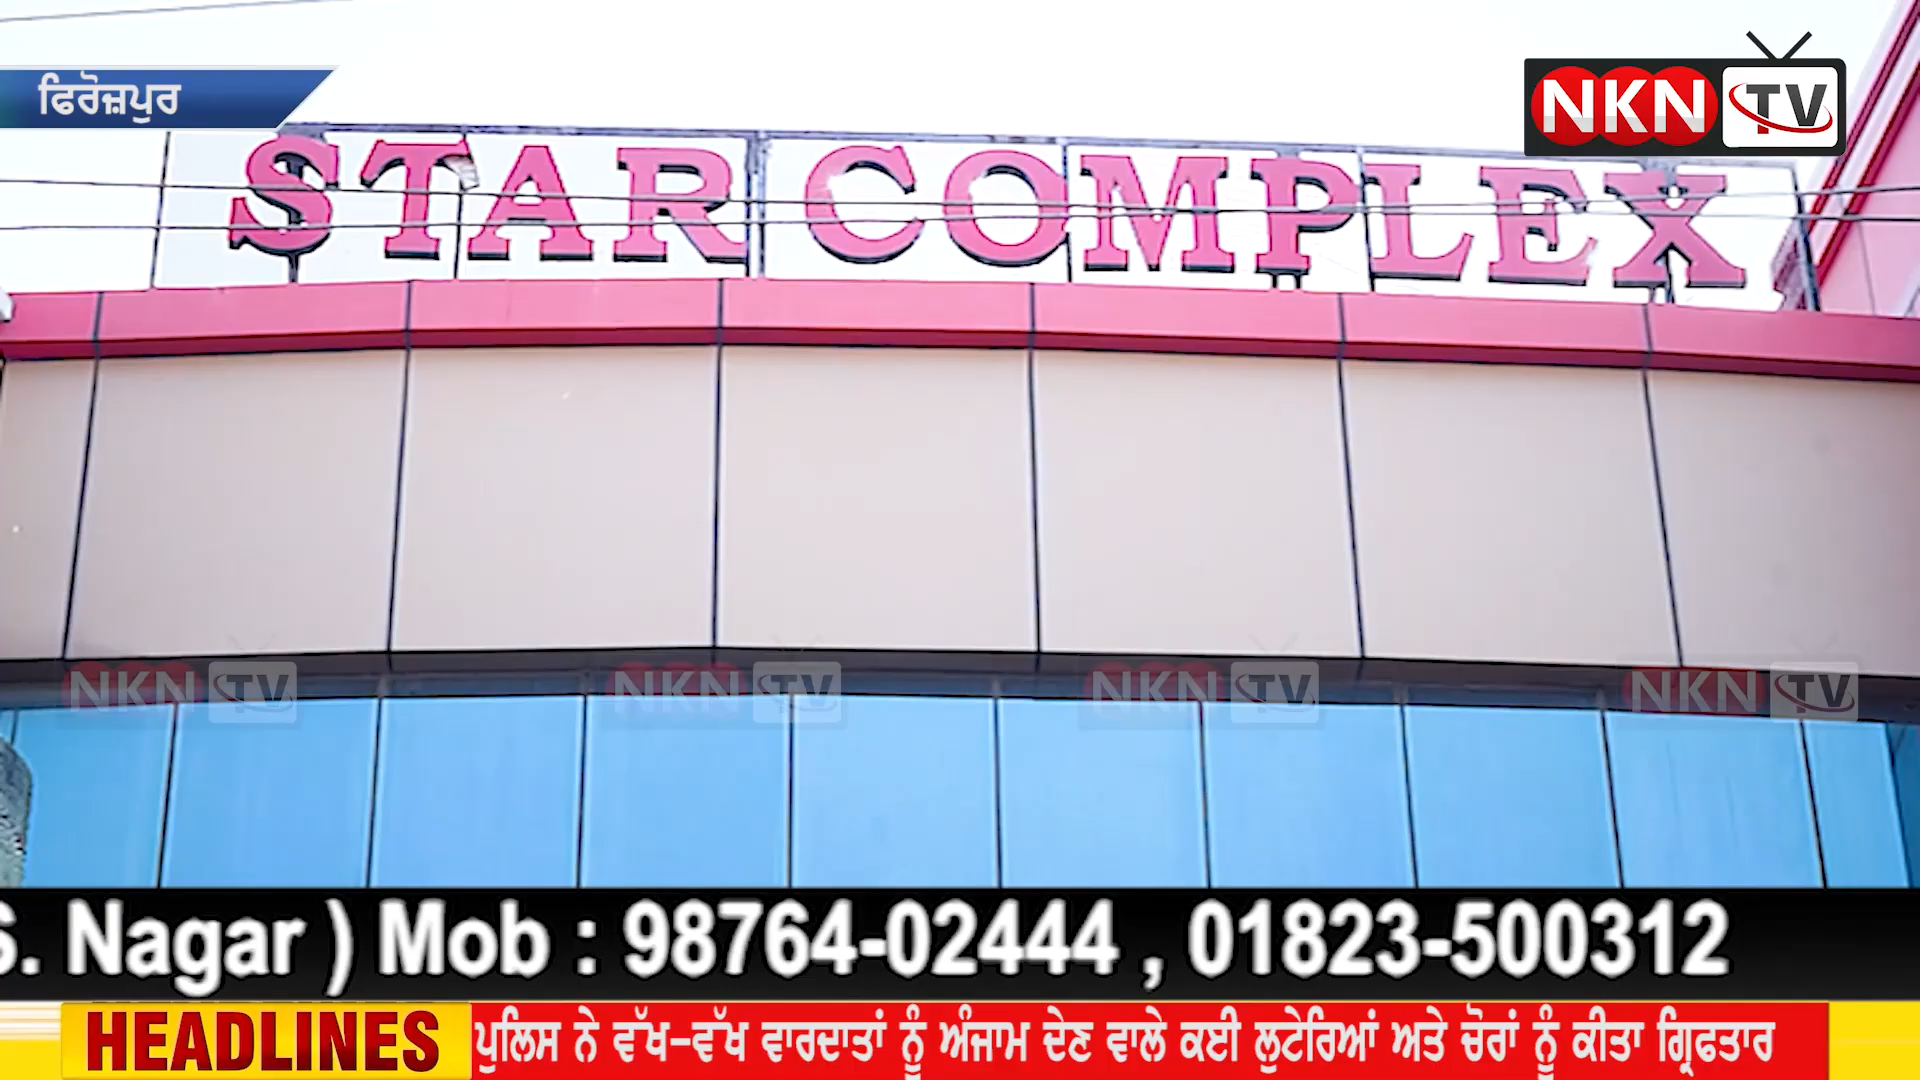 ਫਿਰੋਜ਼ਪੁਰ
NKN TV
STAR COMPLEX
NKN TV NKN TV NKN TV NKN TV
S. Nagar ) Mob : 98764-02444 , 01823-500312
HEADLINES ਪੁਲਿਸ ਨੇ ਵੱਖ-ਵੱਖ ਵਾਰਦਾਤਾਂ ਨੂੰ ਅੰਜਾਮ ਦੇਣ ਵਾਲੇ ਕਈ ਲੁਟੇਰਿਆਂ ਅਤੇ ਚੋਰਾਂ ਨੂੰ ਕੀਤਾ ਗ੍ਰਿਫਤਾਰ